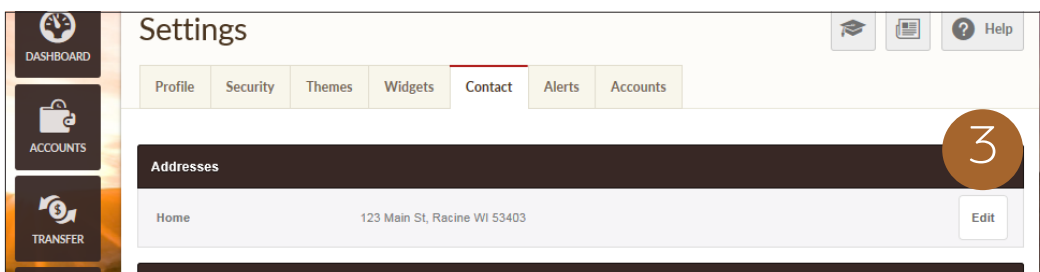 DASHBOARD
ACCOUNTS
TRANSFER
Settings
? Help
Profile Security Themes Widgets Contact Alerts Accounts
3
Addresses
Home 123 Main St, Racine WI 53403 Edit